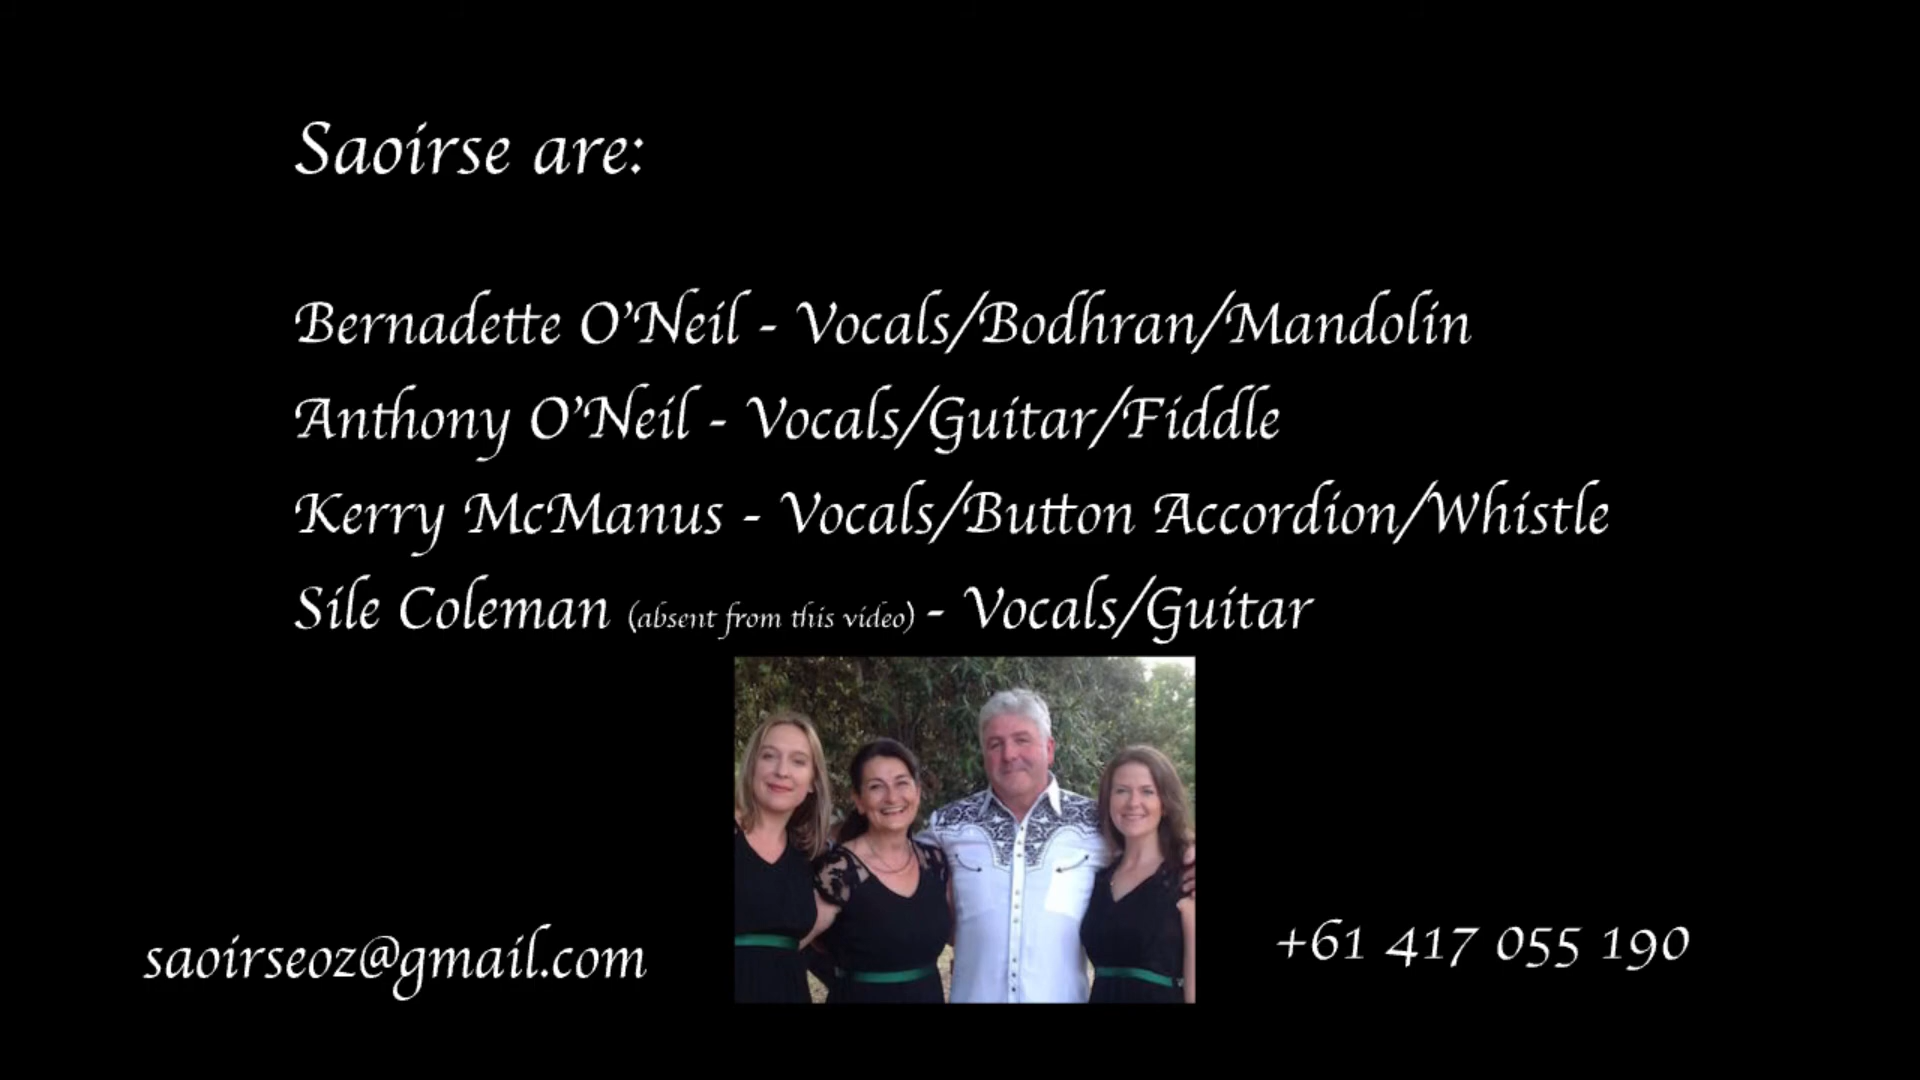 Saoirse are:
Bernadette O'Neil - Vocals/Bodhran/Mandolin
Anthony O'Neil - Vocals/Guitar/Fiddle
Kerry McManus - Vocals/Button Accordion/Whistle
Sile Coleman (absent from this video) - Vocals/Guitar
saoirseoz@gmail.com
+61 417 055 190